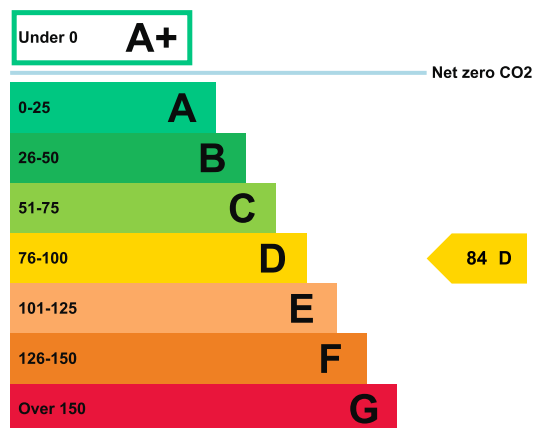 Under 0 A+
Net zero CO2
0-25 A
26-50 B
51-75 C
76-100 D
84 D
101-125 E
126-150 F
Over 150 G